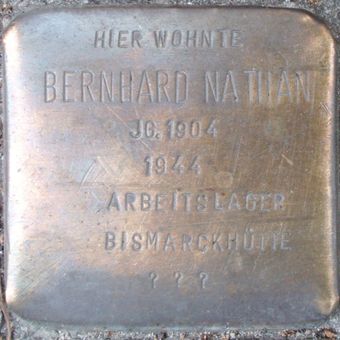 HIER WOHNTE
BERNHARD NATHAN
JG. 1904
1944
ARBEITSLAGER
BISMARCKHÜTTE
? ? ?